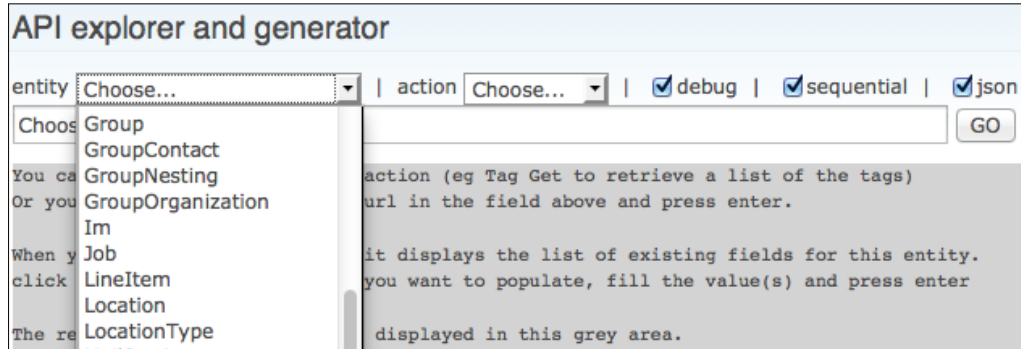 API explorer and generator
entity Choose... | action Choose... | debug | sequential | json
Choos GO
Group
GroupContact
GroupNesting
GroupOrganization
Im
Job
LineItem
Location
LocationType
You ca action (eg Tag Get to retrieve a list of the tags)
Or you url in the field above and press enter.
When y it displays the list of existing fields for this entity.
click you want to populate, fill the value(s) and press enter
The re displayed in this grey area.